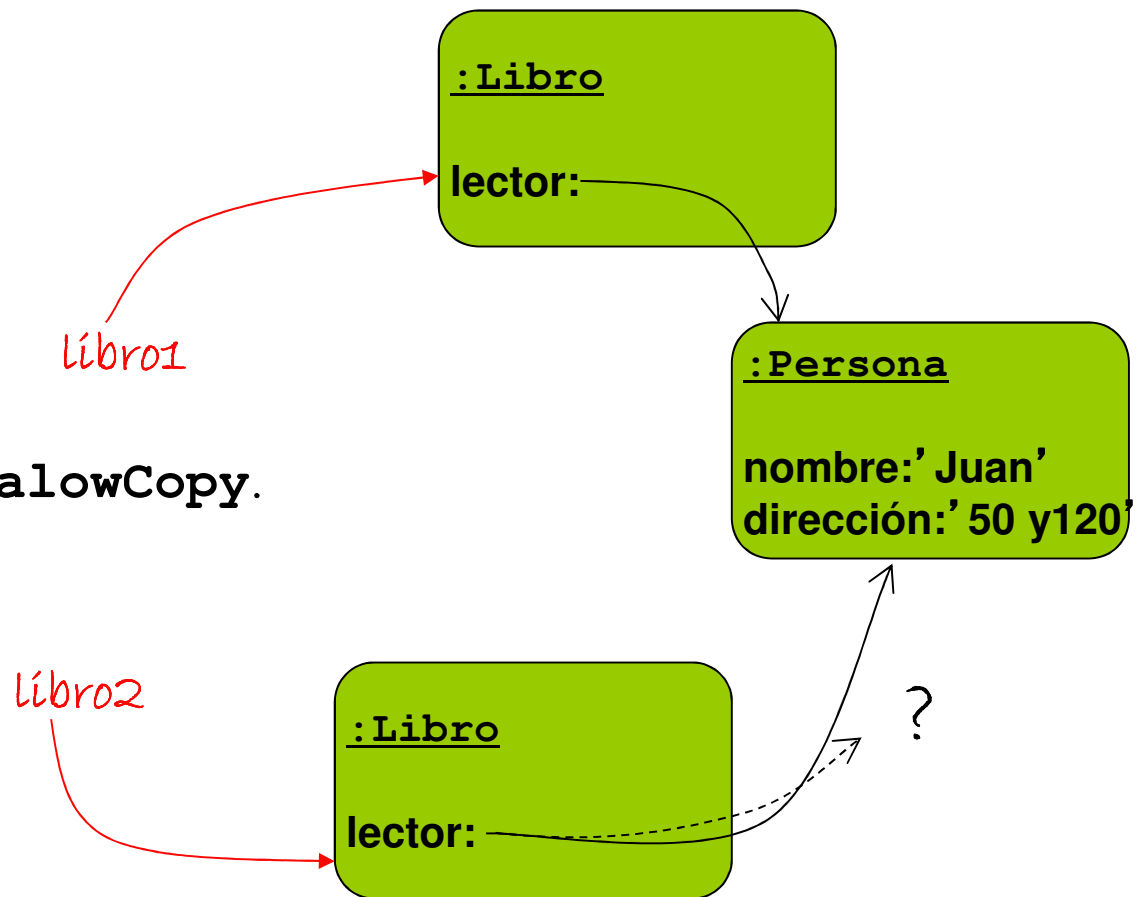 :Libro
lector:
libro1
:Persona
nombre:’Juan’
dirección:’50 y120’
alowCopy.
libro2
?
:Libro
lector: